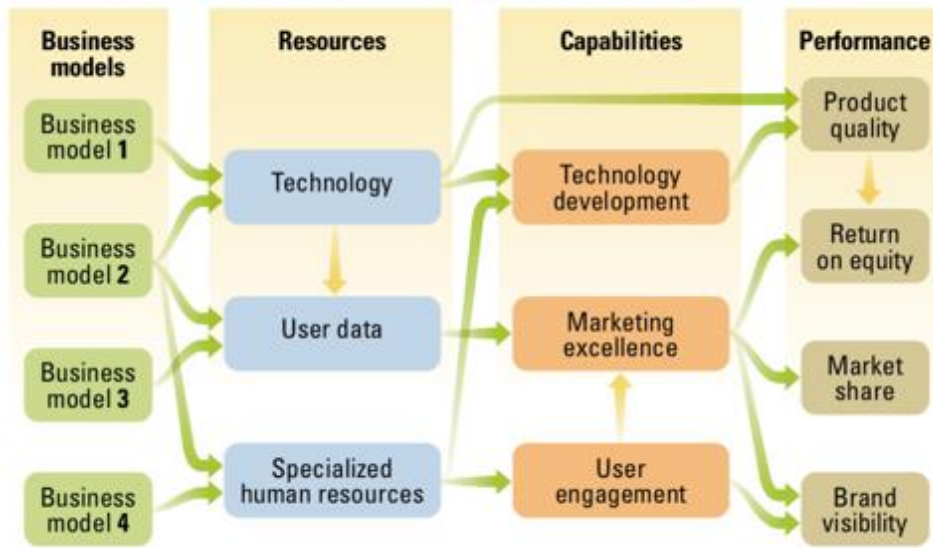 Business
models
Resources
Capabilities
Performance
Business
model 1
Business
model 2
Business
model 3
Business
model 4
Technology
User data
Specialized
human resources
Technology
development
Marketing
excellence
User
engagement
Product
quality
Return
on equity
Market
share
Brand
visibility